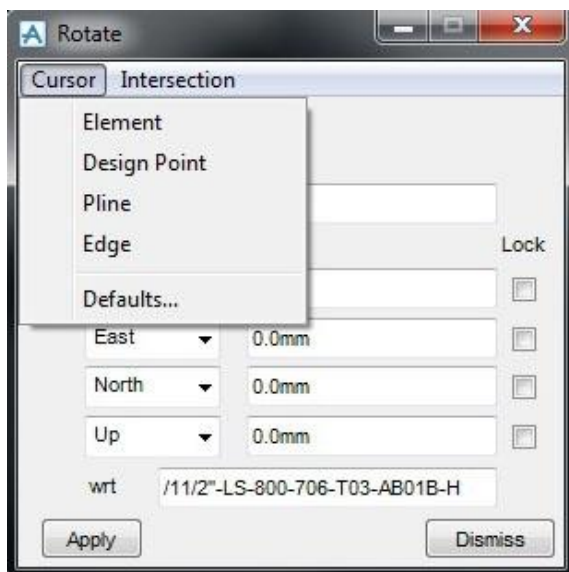 Rotate
Cursor Intersection
Element
Design Point
Pline
Edge
Lock
Defaults...
East 0.0mm
North 0.0mm
Up 0.0mm
wrt /11/2"-LS-800-706-T03-AB01B-H
Apply Dismiss